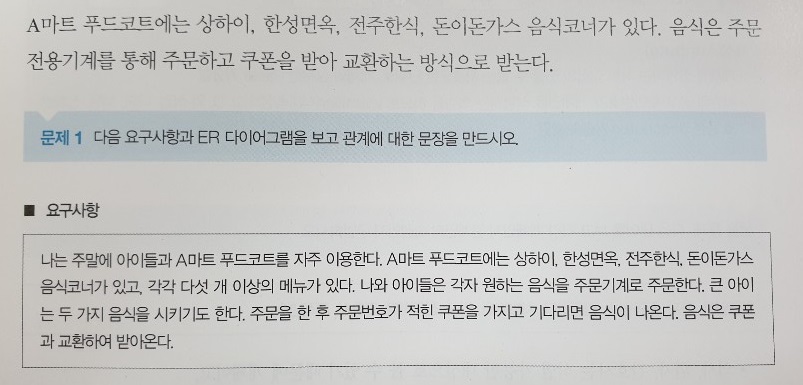 A마트 푸드코트에는 상하이, 한성면옥, 전주한식, 돈이돈가스 음식코너가 있다. 음식은 주문
전용기계를 통해 주문하고 쿠폰을 받아 교환하는 방식으로 받는다.
문제 1 다음 요구사항과 ER 다이어그램을 보고 관계에 대한 문장을 만드시오.
■ 요구사항
나는 주말에 아이들과 A마트 푸드코트를 자주 이용한다. A마트 푸드코트에는 상하이, 한성면옥, 전주한식, 돈이돈가스
음식코너가 있고, 각각 다섯 개 이상의 메뉴가 있다. 나와 아이들은 각자 원하는 음식을 주문기계로 주문한다. 큰 아이
는 두 가지 음식을 시키기도 한다. 주문을 한 후 주문번호가 적힌 쿠폰을 가지고 기다리면 음식이 나온다. 음식은 쿠폰
과 교환하여 받아온다.